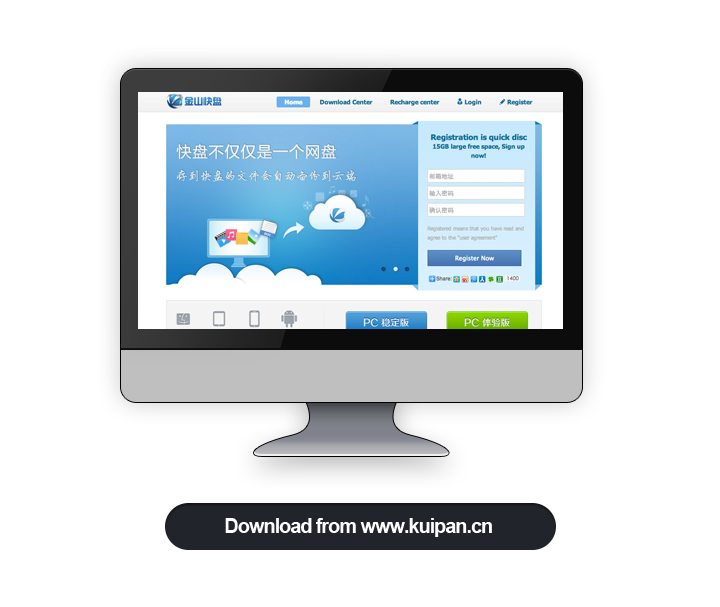 金山快盘
Home Download Center Recharge center Login Register
快盘不仅仅是一个网盘
存到快盘的文件会自动备份到云端
Registration is quick disc
15GB large free space, Sign up
now!
邮箱地址
输入密码
确认密码
Registered means that you have read and
agree to the "user agreement"
Register Now
Share: 1400
PC 稳定版
PC 体验版
Download from www.kuipan.cn